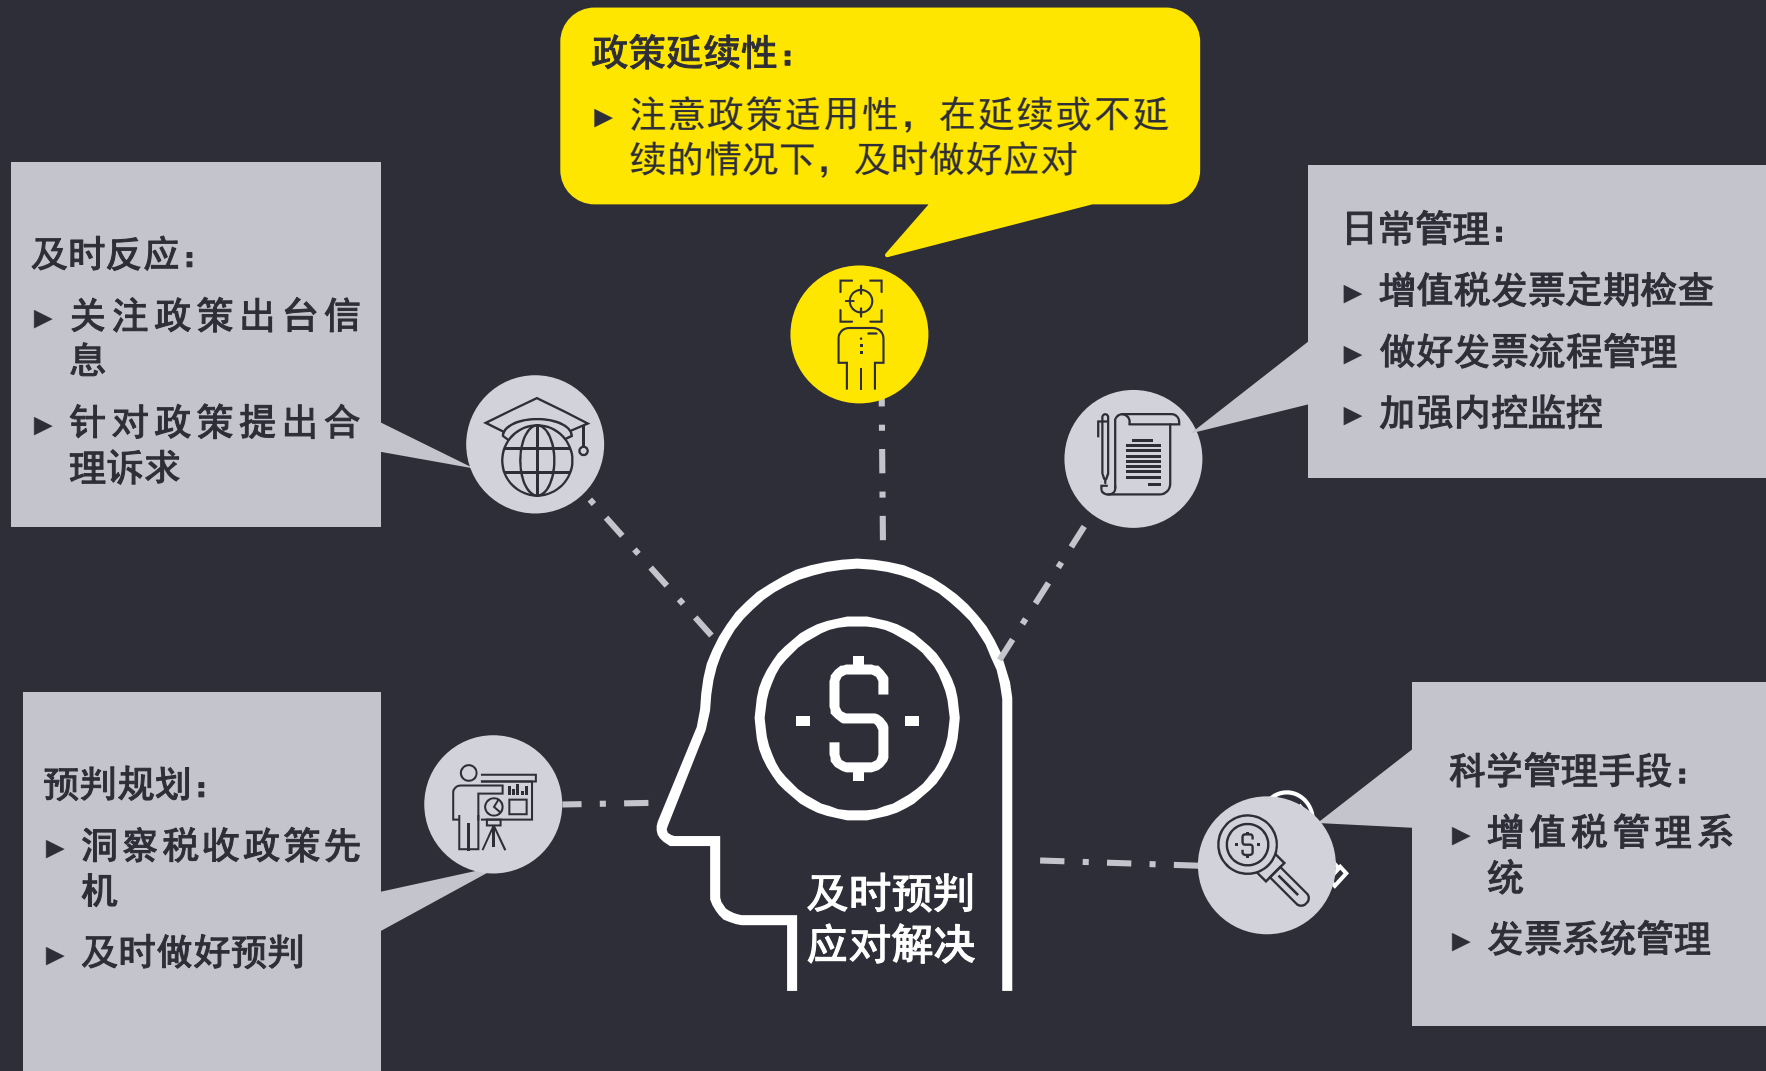 政策延续性：
► 注意政策适用性，在延续或不延
续的情况下，及时做好应对
及时反应：
► 关注政策出台信
息
► 针对政策提出合
理诉求
日常管理：
► 增值税发票定期检查
► 做好发票流程管理
► 加强内控监控
预判规划：
► 洞察税收政策先
机
► 及时做好预判
科学管理手段：
► 增值税管理系
统
► 发票系统管理
及时预判
应对解决